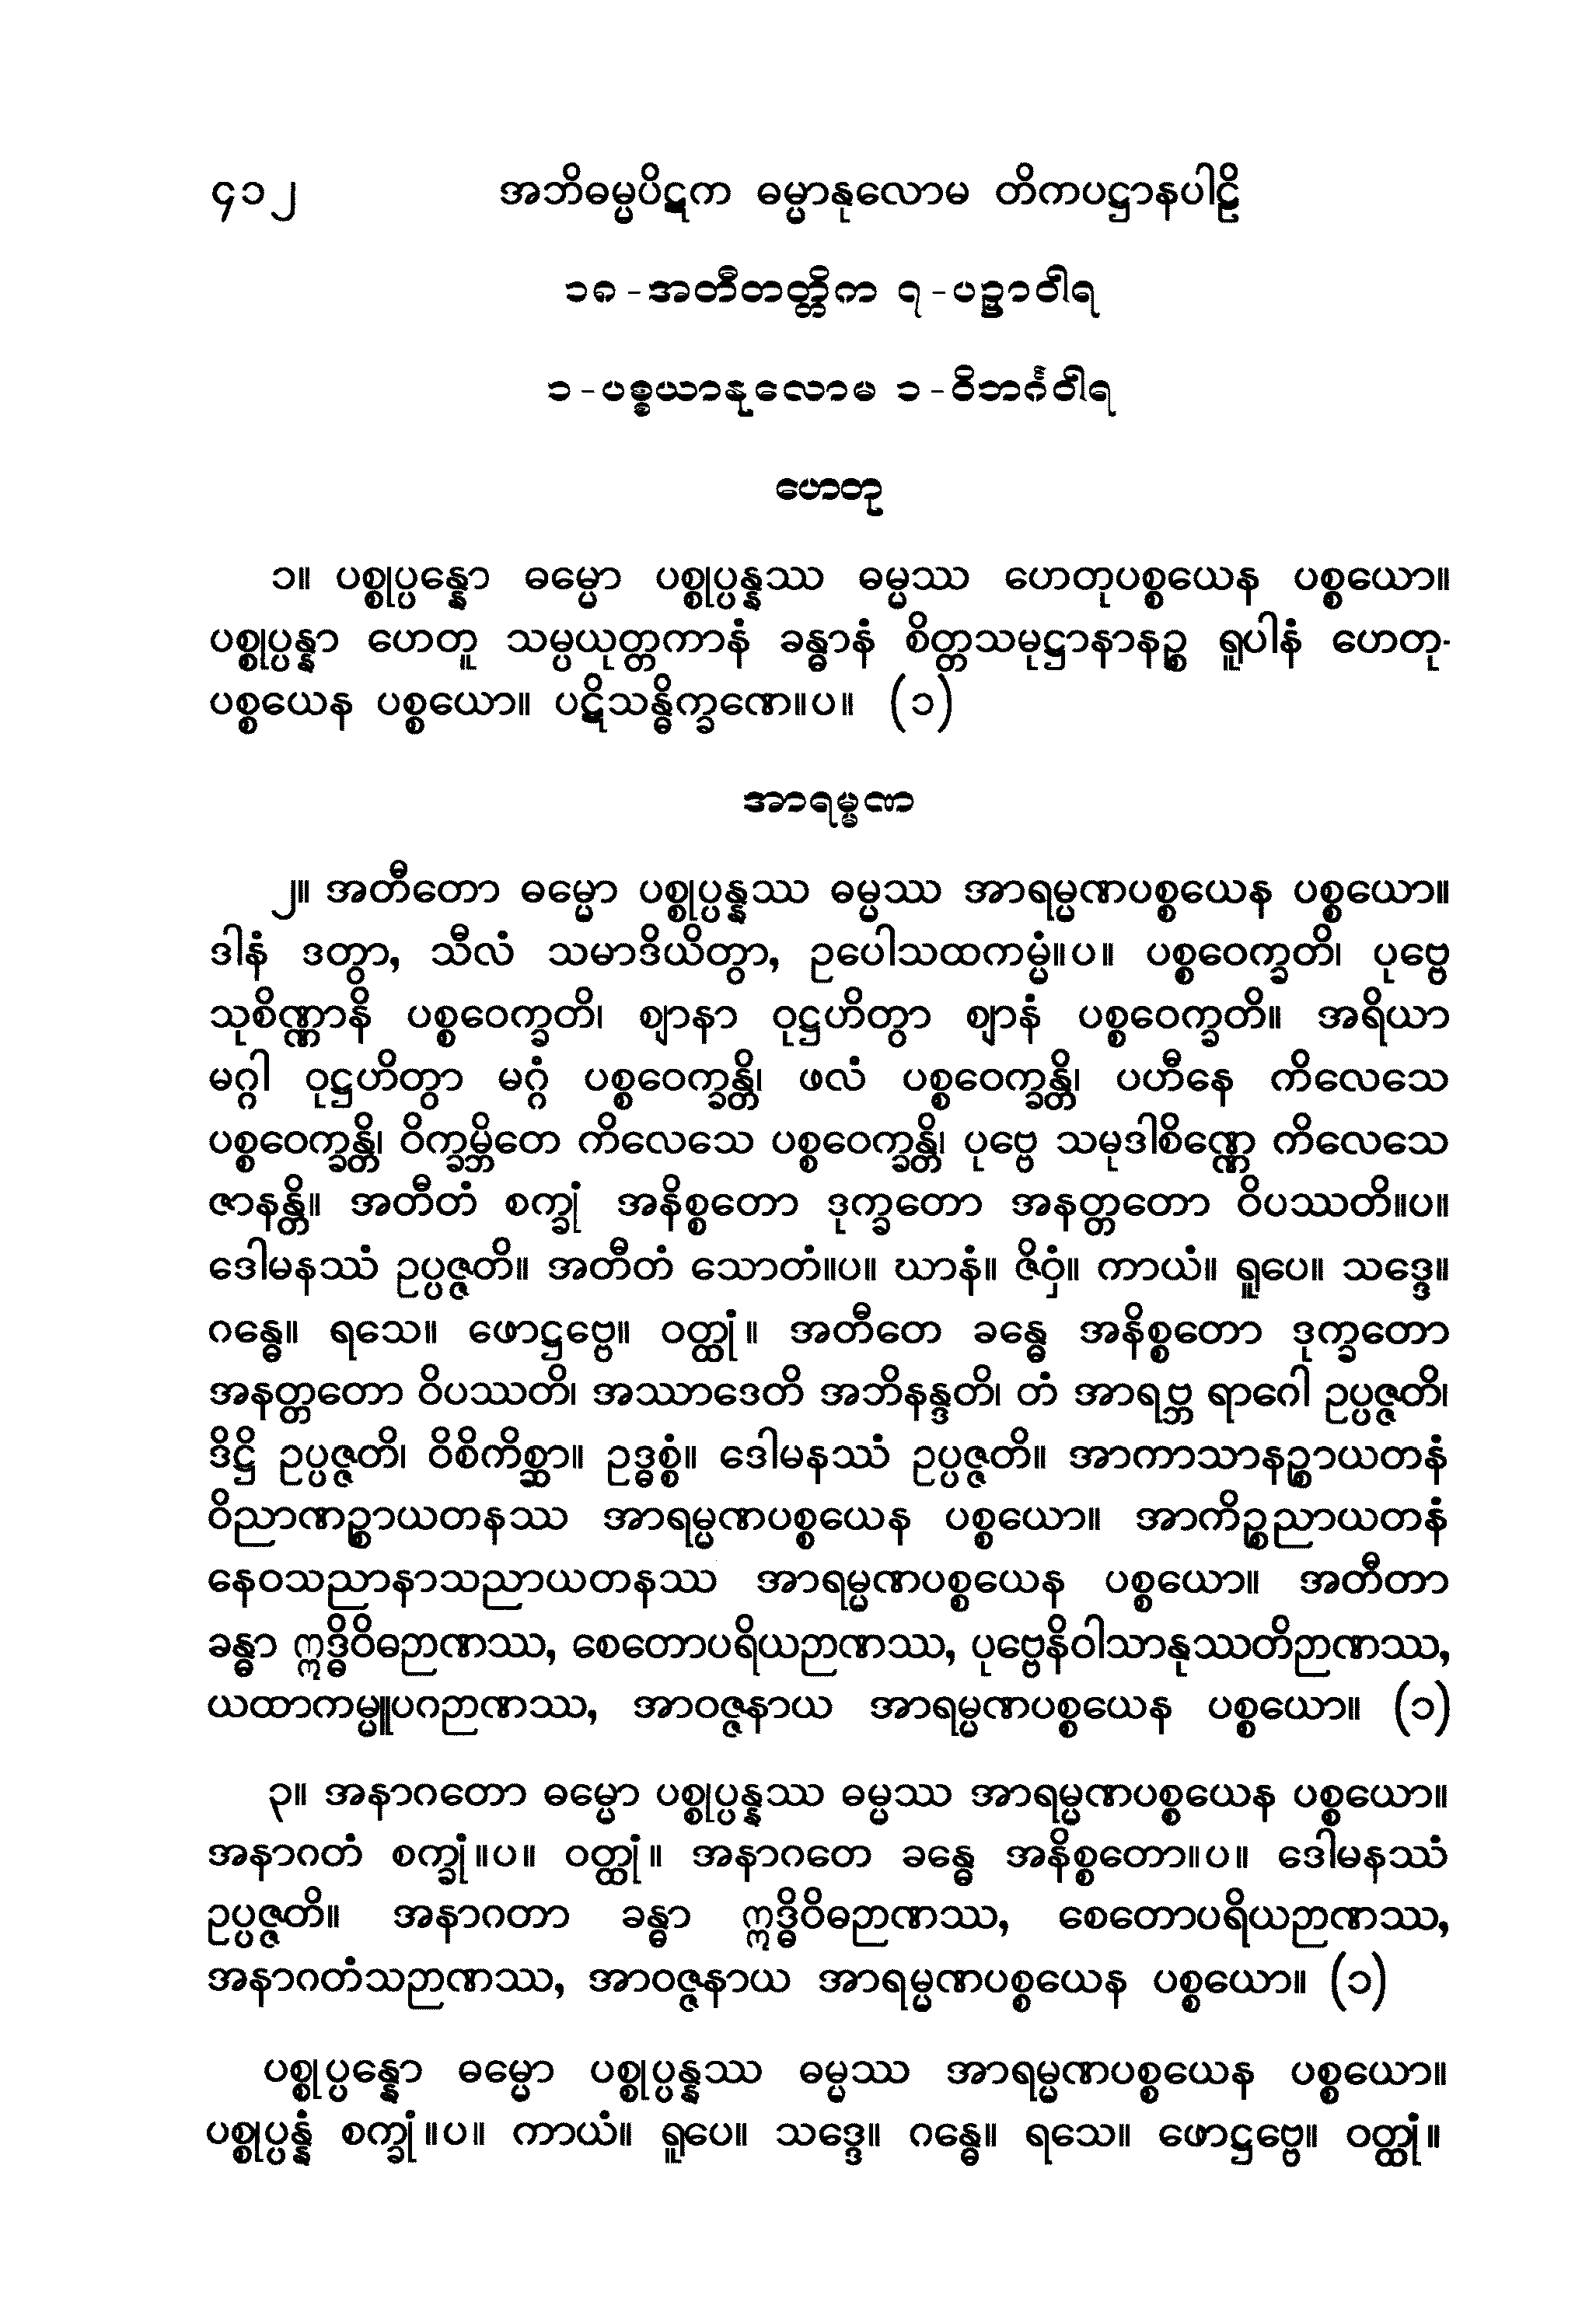 ၄၁၂ အဘိဓမ္မပိဋက ဓမ္မာနုလောမ တိကပဋ္ဌာနပါဠိ
၁၈-အတီတတ္တိက ၇-ပဉှာဝါရ
၁-ပစ္စယာနုလောမ ၁-ဝိဘင်္ဂဝါရ
ဟေတု
၁။ ပစ္စုပ္ပန္နော ဓမ္မော ပစ္စုပ္ပန္နဿ ဓမ္မဿ ဟေတုပစ္စယေန ပစ္စယော။
ပစ္စုပ္ပန္နာ ဟေတူ သမ္ပယုတ္တကာနံ ခန္ဓာနံ စိတ္တသမုဋ္ဌာနာနဉ္စ ရူပါနံ ဟေတု-
ပစ္စယေန ပစ္စယော။ ပဋိသန္ဓိက္ခဏေ။ပ။ (၁)
အာရမ္မဏ
၂။ အတီတော ဓမ္မော ပစ္စုပ္ပန္နဿ ဓမ္မဿ အာရမ္မဏပစ္စယေန ပစ္စယော။
ဒါနံ ဒတွာ, သီလံ သမာဒိယိတွာ, ဥပေါသထကမ္မံ။ပ။ ပစ္စဝေက္ခတိ၊ ပုဗ္ဗေ
သုစိဏ္ဏာနိ ပစ္စဝေက္ခတိ၊ ဈာနာ ဝုဋ္ဌဟိတွာ ဈာနံ ပစ္စဝေက္ခတိ။ အရိယာ
မဂ္ဂါ ဝုဋ္ဌဟိတွာ မဂ္ဂံ ပစ္စဝေက္ခန္တိ၊ ဖလံ ပစ္စဝေက္ခန္တိ၊ ပဟီနေ ကိလေသေ
ပစ္စဝေက္ခန္တိ၊ ဝိက္ခမ္ဘိတေ ကိလေသေ ပစ္စဝေက္ခန္တိ၊ ပုဗ္ဗေ သမုဒါစိဏ္ဏေ ကိလေသေ
ဇာနန္တိ။ အတီတံ စက္ခုံ အနိစ္စတော ဒုက္ခတော အနတ္တတော ဝိပဿတိ။ပ။
ဒေါမနဿံ ဥပ္ပဇ္ဇတိ။ အတီတံ သောတံ။ပ။ ဃာနံ။ ဇိဝှံ။ ကာယံ။ ရူပေ။ သဒ္ဒေ။
ဂန္ဓေ။ ရသေ။ ဖောဋ္ဌဗ္ဗေ။ ဝတ္ထုံ။ အတီတေ ခန္ဓေ အနိစ္စတော ဒုက္ခတော
အနတ္တတော ဝိပဿတိ၊ အဿာဒေတိ အဘိနန္ဒတိ၊ တံ အာရဗ္ဘ ရာဂေါ ဥပ္ပဇ္ဇတိ၊
ဒိဋ္ဌိ ဥပ္ပဇ္ဇတိ၊ ဝိစိကိစ္ဆာ။ ဥဒ္ဓစ္စံ။ ဒေါမနဿံ ဥပ္ပဇ္ဇတိ။ အာကာသာနဉ္စာယတနံ
ဝိညာဏဉ္စာယတနဿ အာရမ္မဏပစ္စယေန ပစ္စယော။ အာကိဉ္စညာယတနံ
နေဝသညာနာသညာယတနဿ အာရမ္မဏပစ္စယေန ပစ္စယော။ အတီတာ
ခန္ဓာ ဣဒ္ဓိဝိဓဉာဏဿ, စေတောပရိယဉာဏဿ, ပုဗ္ဗေနိဝါသာနုဿတိဉာဏဿ,
ယထာကမ္မူပဂဉာဏဿ, အာဝဇ္ဇနာယ အာရမ္မဏပစ္စယေန ပစ္စယော။ (၁)
၃။ အနာဂတော ဓမ္မော ပစ္စုပ္ပန္နဿ ဓမ္မဿ အာရမ္မဏပစ္စယေန ပစ္စယော။
အနာဂတံ စက္ခုံ။ပ။ ဝတ္ထုံ။ အနာဂတေ ခန္ဓေ အနိစ္စတော။ပ။ ဒေါမနဿံ
ဥပ္ပဇ္ဇတိ။ အနာဂတာ ခန္ဓာ ဣဒ္ဓိဝိဓဉာဏဿ, စေတောပရိယဉာဏဿ,
အနာဂတံသဉာဏဿ, အာဝဇ္ဇနာယ အာရမ္မဏပစ္စယေန ပစ္စယော။ (၁)
ပစ္စုပ္ပန္နော ဓမ္မော ပစ္စုပ္ပန္နဿ ဓမ္မဿ အာရမ္မဏပစ္စယေန ပစ္စယော။
ပစ္စုပ္ပန္နံ စက္ခုံ။ပ။ ကာယံ။ ရူပေ။ သဒ္ဒေ။ ဂန္ဓေ။ ရသေ။ ဖောဋ္ဌဗ္ဗေ။ ဝတ္ထုံ။